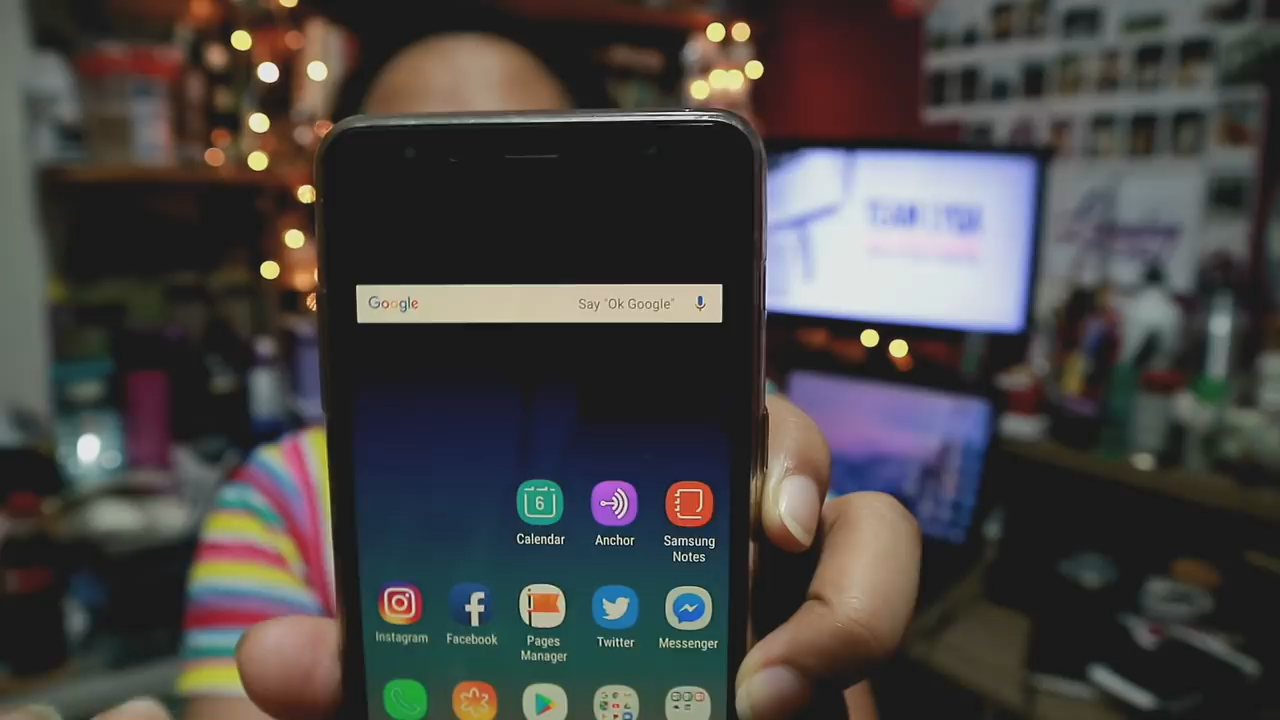 Google Say "Ok Google"
6
Calendar Anchor Samsung
Notes
Instagram Facebook Pages Twitter Messenger
Manager